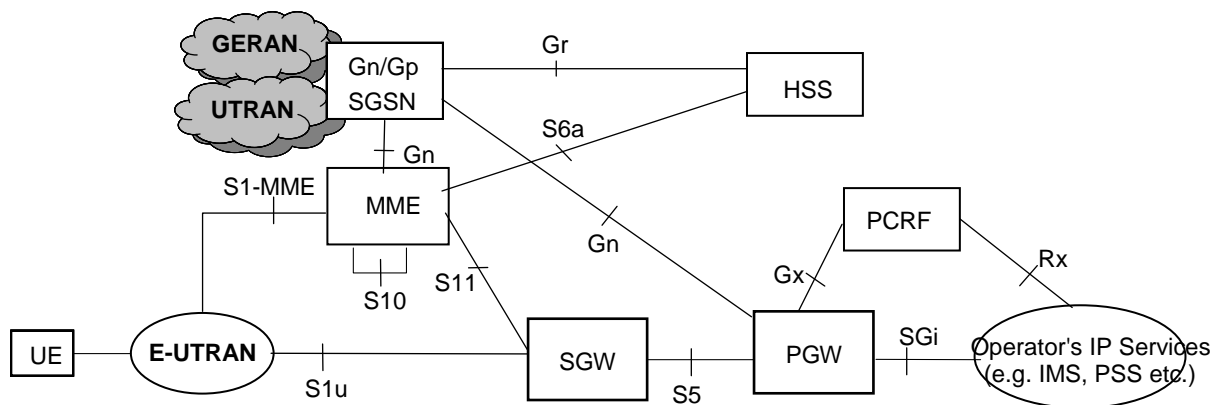 GERAN
Gn/Gp
SGSN
UTRAN
Gr
HSS
S6a
Gn
S1-MME
MME
Gn
PCRF
S10
S11
Gx
Rx
UE
E-UTRAN
S1u
SGW
S5
PGW
SGi
Operator's IP Services
(e.g. IMS, PSS etc.)